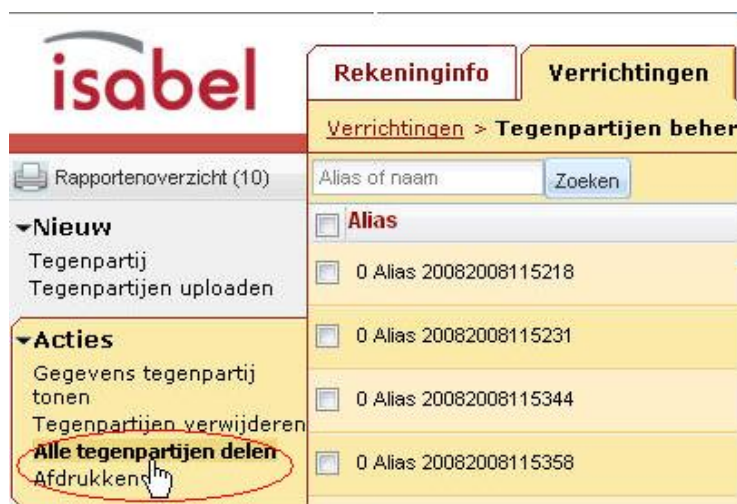 isabel
Rekeninginfo
Verrichtingen
Verrichtingen > Tegenpartijen beher
Rapportenoverzicht (10)
Alias of naam
Zoeken
Nieuw
Tegenpartij
Tegenpartijen uploaden
Acties
Gegevens tegenpartij
tonen
Tegenpartijen verwijderen
Alle tegenpartijen delen
Afdrukken
Alias
0 Alias 20082008115218
0 Alias 20082008115231
0 Alias 20082008115344
0 Alias 20082008115358